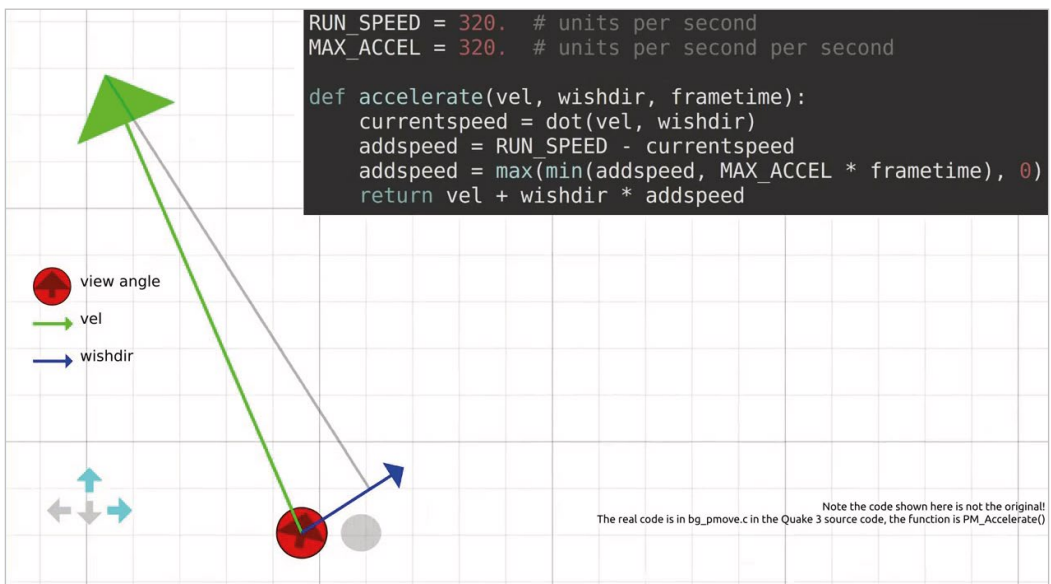 RUN_SPEED = 320.  # units per second
MAX_ACCEL = 320.  # units per second per second
def accelerate(vel, wishdir, frametime):
    currentspeed = dot(vel, wishdir)
    addspeed = RUN_SPEED - currentspeed
    addspeed = max(min(addspeed, MAX_ACCEL * frametime), 0)
    return vel + wishdir * addspeed
view angle
vel
wishdir
Note the code shown here is not the original!
The real code is in bg_pmove.c in the Quake 3 source code, the function is PM_Accelerate()